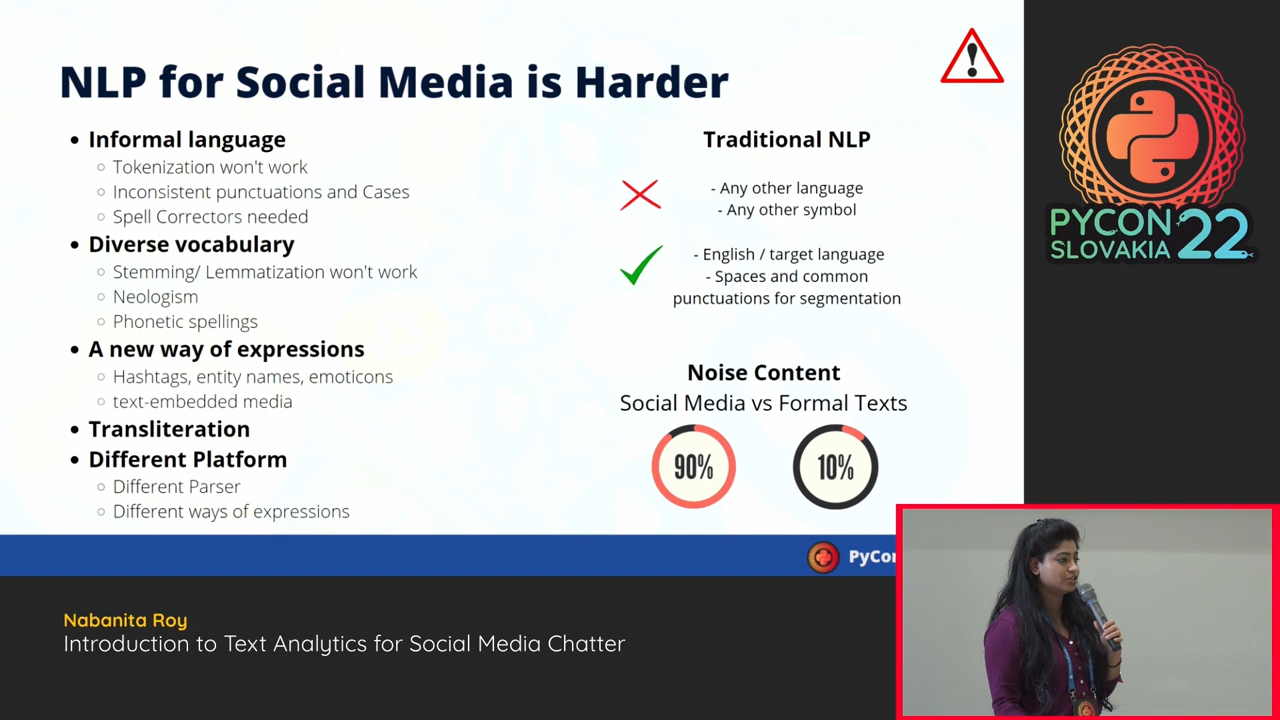 NLP for Social Media is Harder
Informal language
Tokenization won't work
Inconsistent punctuations and Cases
Spell Correctors needed
Diverse vocabulary
Stemming/ Lemmatization won't work
Neologism
Phonetic spellings
A new way of expressions
Hashtags, entity names, emoticons
text-embedded media
Transliteration
Different Platform
Different Parser
Different ways of expressions
Traditional NLP
- Any other language
- Any other symbol
- English / target language
- Spaces and common
punctuations for segmentation
Noise Content
Social Media vs Formal Texts
90%
10%
PYCON
SLOVAKIA
22
PyCon
Nabanita Roy
Introduction to Text Analytics for Social Media Chatter